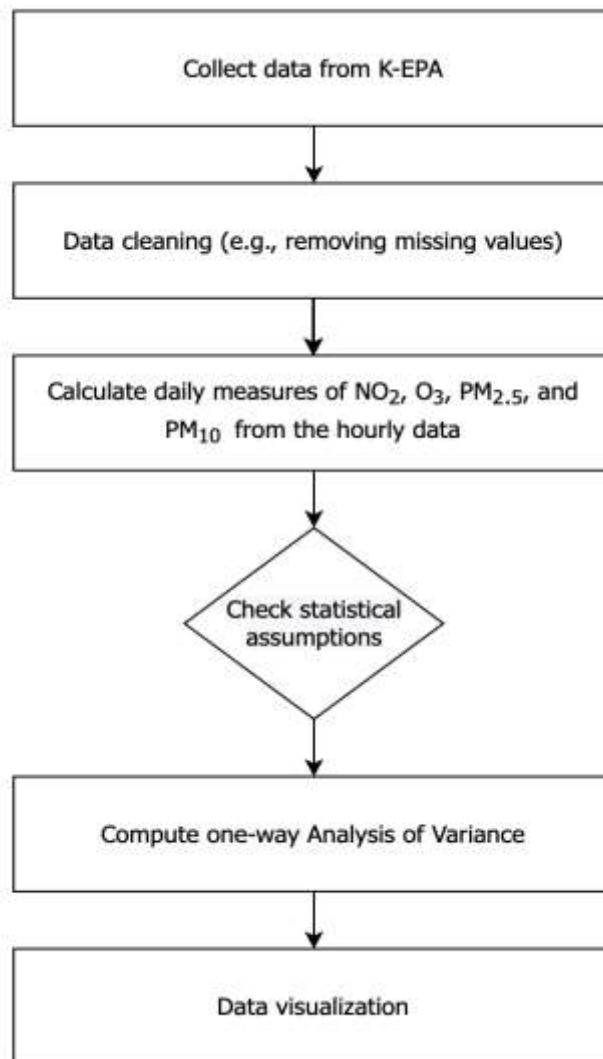 Collect data from K-EPA
Data cleaning (e.g., removing missing values)
Calculate daily measures of NO₂, O₃, PM₂.₅, and
PM₁₀ from the hourly data
Check statistical
assumptions
Compute one-way Analysis of Variance
Data visualization